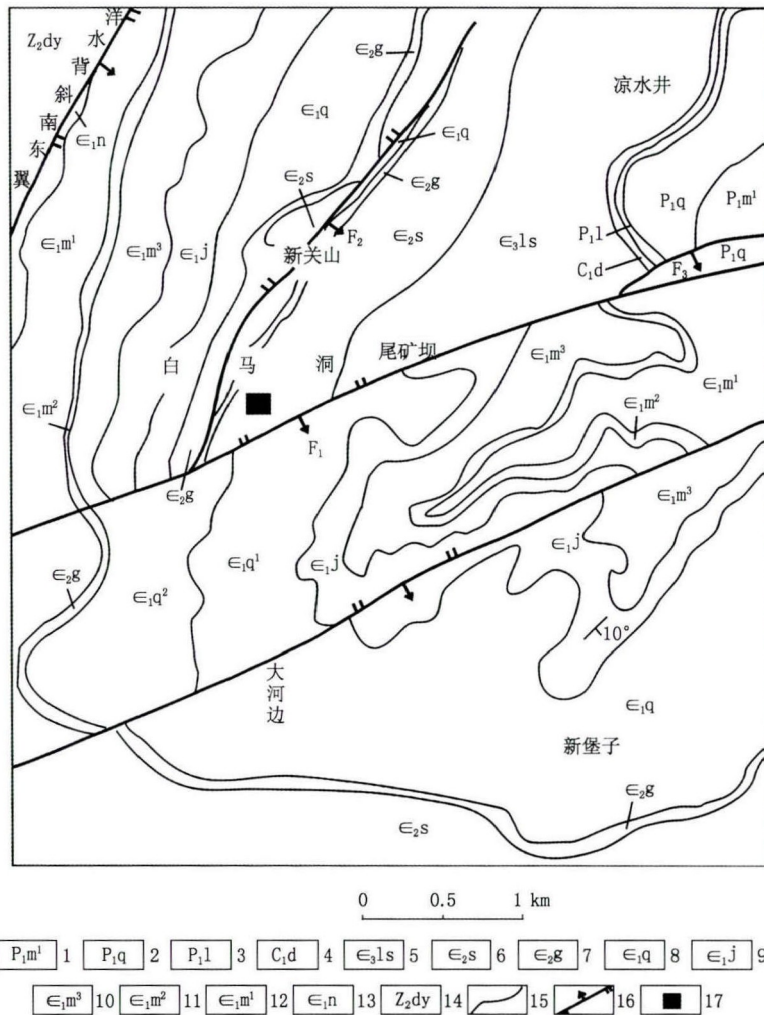 洋水背斜南东翼
Z₂dy
∈₂g
∈₁q
凉水井
∈₁n
∈₁q
∈₂g
∈₂s
P₁q
P₁m¹
∈₁m¹
∈₁m³
∈₁j
F₂
∈₂s
∈₃ls
P₁l
C₁d
F₃
P₁q
新关山
白马洞
尾矿坝
∈₁m³
∈₁m¹
∈₁m²
∈₁m²
F₁
∈₂g
∈₁m³
∈₂g
∈₁q²
∈₁q¹
∈₁j
∈₁j
10°
大河边
∈₁q
新堡子
∈₂g
∈₂s
0 0.5 1 km
P₁m¹ 1 P₁q 2 P₁l 3 C₁d 4 ∈₃ls 5 ∈₂s 6 ∈₂g 7 ∈₁q 8 ∈₁j 9
∈₁m³ 10 ∈₁m² 11 ∈₁m¹ 12 ∈₁n 13 Z₂dy 14 15 16 17